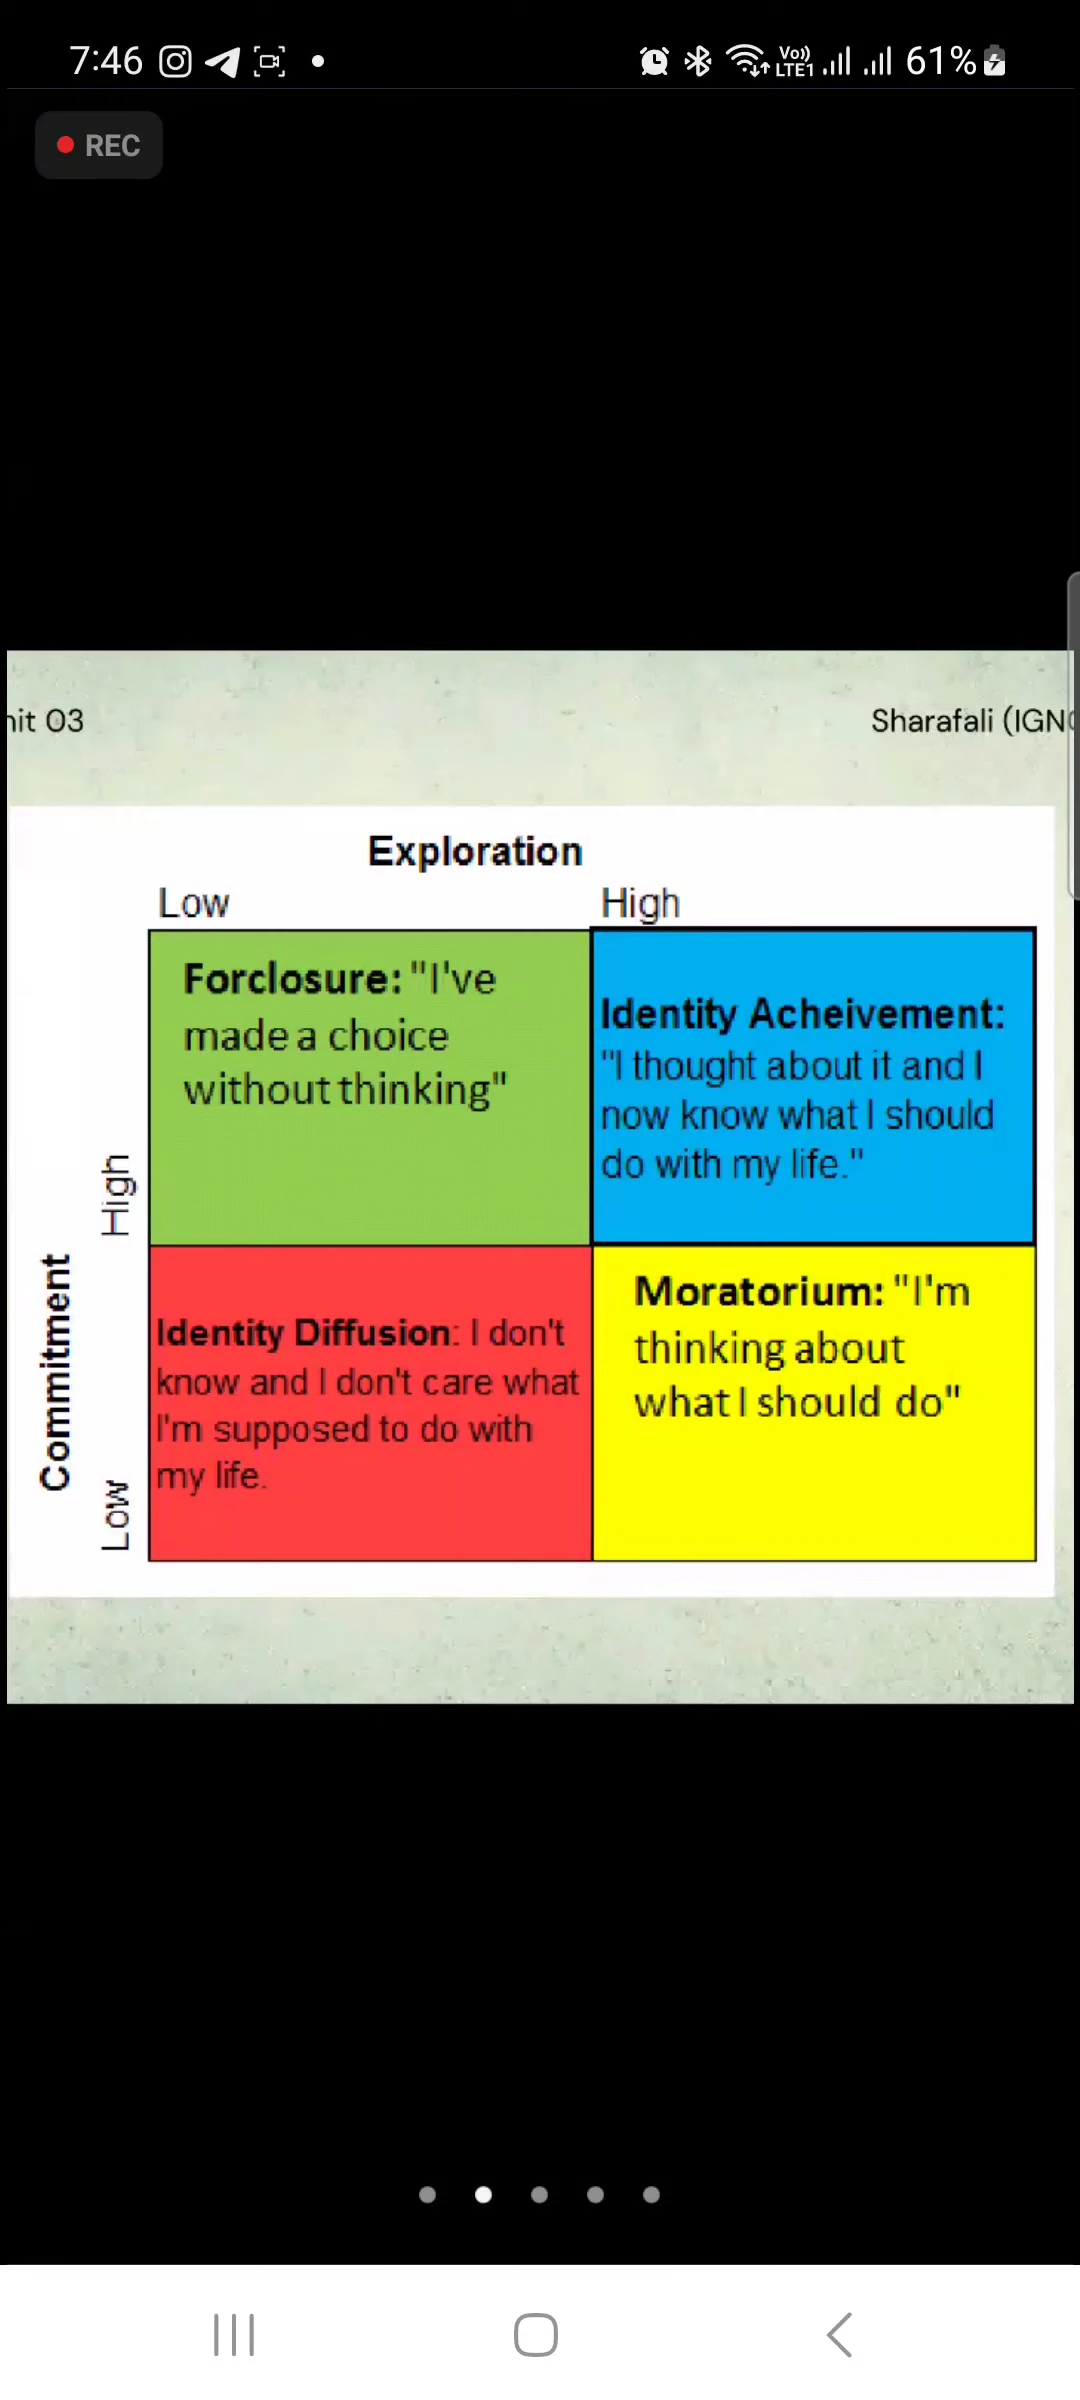 7:46
Vo))
LTE1
61%
REC
nit 03
Sharafali (IGN
Exploration
Low
High
Forclosure: "I've
made a choice
without thinking"
Identity Acheivement:
"I thought about it and I
now know what I should
do with my life."
High
Commitment
Low
Identity Diffusion: I don't
know and I don't care what
I'm supposed to do with
my life.
Moratorium: "I'm
thinking about
what I should do"